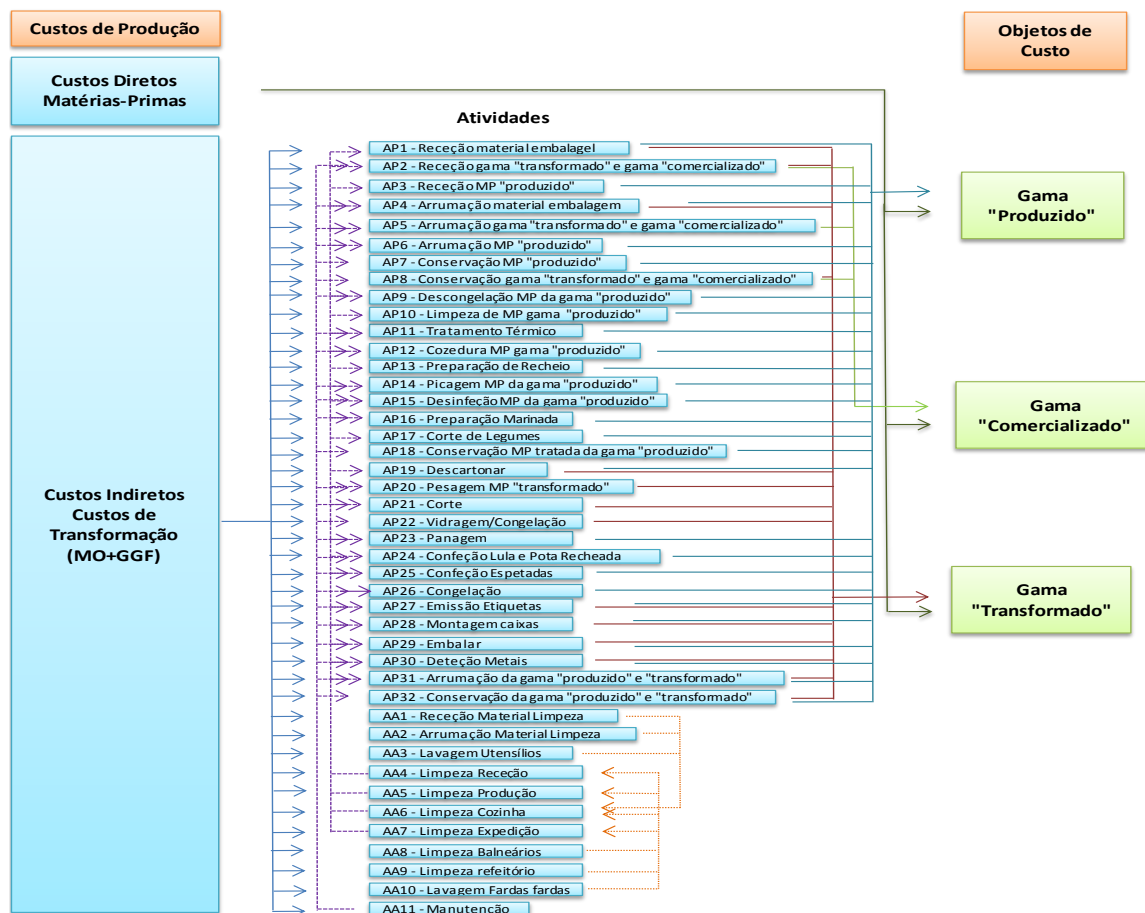 Custos de Produção
Objetos de
Custo
Custos Diretos
Matérias-Primas
Atividades
AP1 - Receção material embalagel
AP2 - Receção gama "transformado" e gama "comercializado"
AP3 - Receção MP "produzido"
AP4 - Arrumação material embalagem
AP5 - Arrumação gama "transformado" e gama "comercializado"
AP6 - Arrumação MP "produzido"
AP7 - Conservação MP "produzido"
AP8 - Conservação gama "transformado" e gama "comercializado"
AP9 - Descongelação MP da gama "produzido"
AP10 - Limpeza de MP gama "produzido"
AP11 - Tratamento Térmico
AP12 - Cozedura MP gama "produzido"
AP13 - Preparação de Recheio
AP14 - Picagem MP da gama "produzido"
AP15 - Desinfeção MP da gama "produzido"
AP16 - Preparação Marinada
AP17 - Corte de Legumes
AP18 - Conservação MP tratada da gama "produzido"
AP19 - Descartonar
AP20 - Pesagem MP "transformado"
AP21 - Corte
AP22 - Vidragem/Congelação
AP23 - Panagem
AP24 - Confeção Lula e Pota Recheada
AP25 - Confeção Espetadas
AP26 - Congelação
AP27 - Emissão Etiquetas
AP28 - Montagem caixas
AP29 - Embalar
AP30 - Deteção Metais
AP31 - Arrumação da gama "produzido" e "transformado"
AP32 - Conservação da gama "produzido" e "transformado"
AA1 - Receção Material Limpeza
AA2 - Arrumação Material Limpeza
AA3 - Lavagem Utensílios
AA4 - Limpeza Receção
AA5 - Limpeza Produção
AA6 - Limpeza Cozinha
AA7 - Limpeza Expedição
AA8 - Limpeza Balneários
AA9 - Limpeza refeitório
AA10 - Lavagem Fardas fardas
AA11 - Manutenção
Custos Indiretos
Custos de
Transformação
(MO+GGF)
Gama
"Produzido"
Gama
"Comercializado"
Gama
"Transformado"